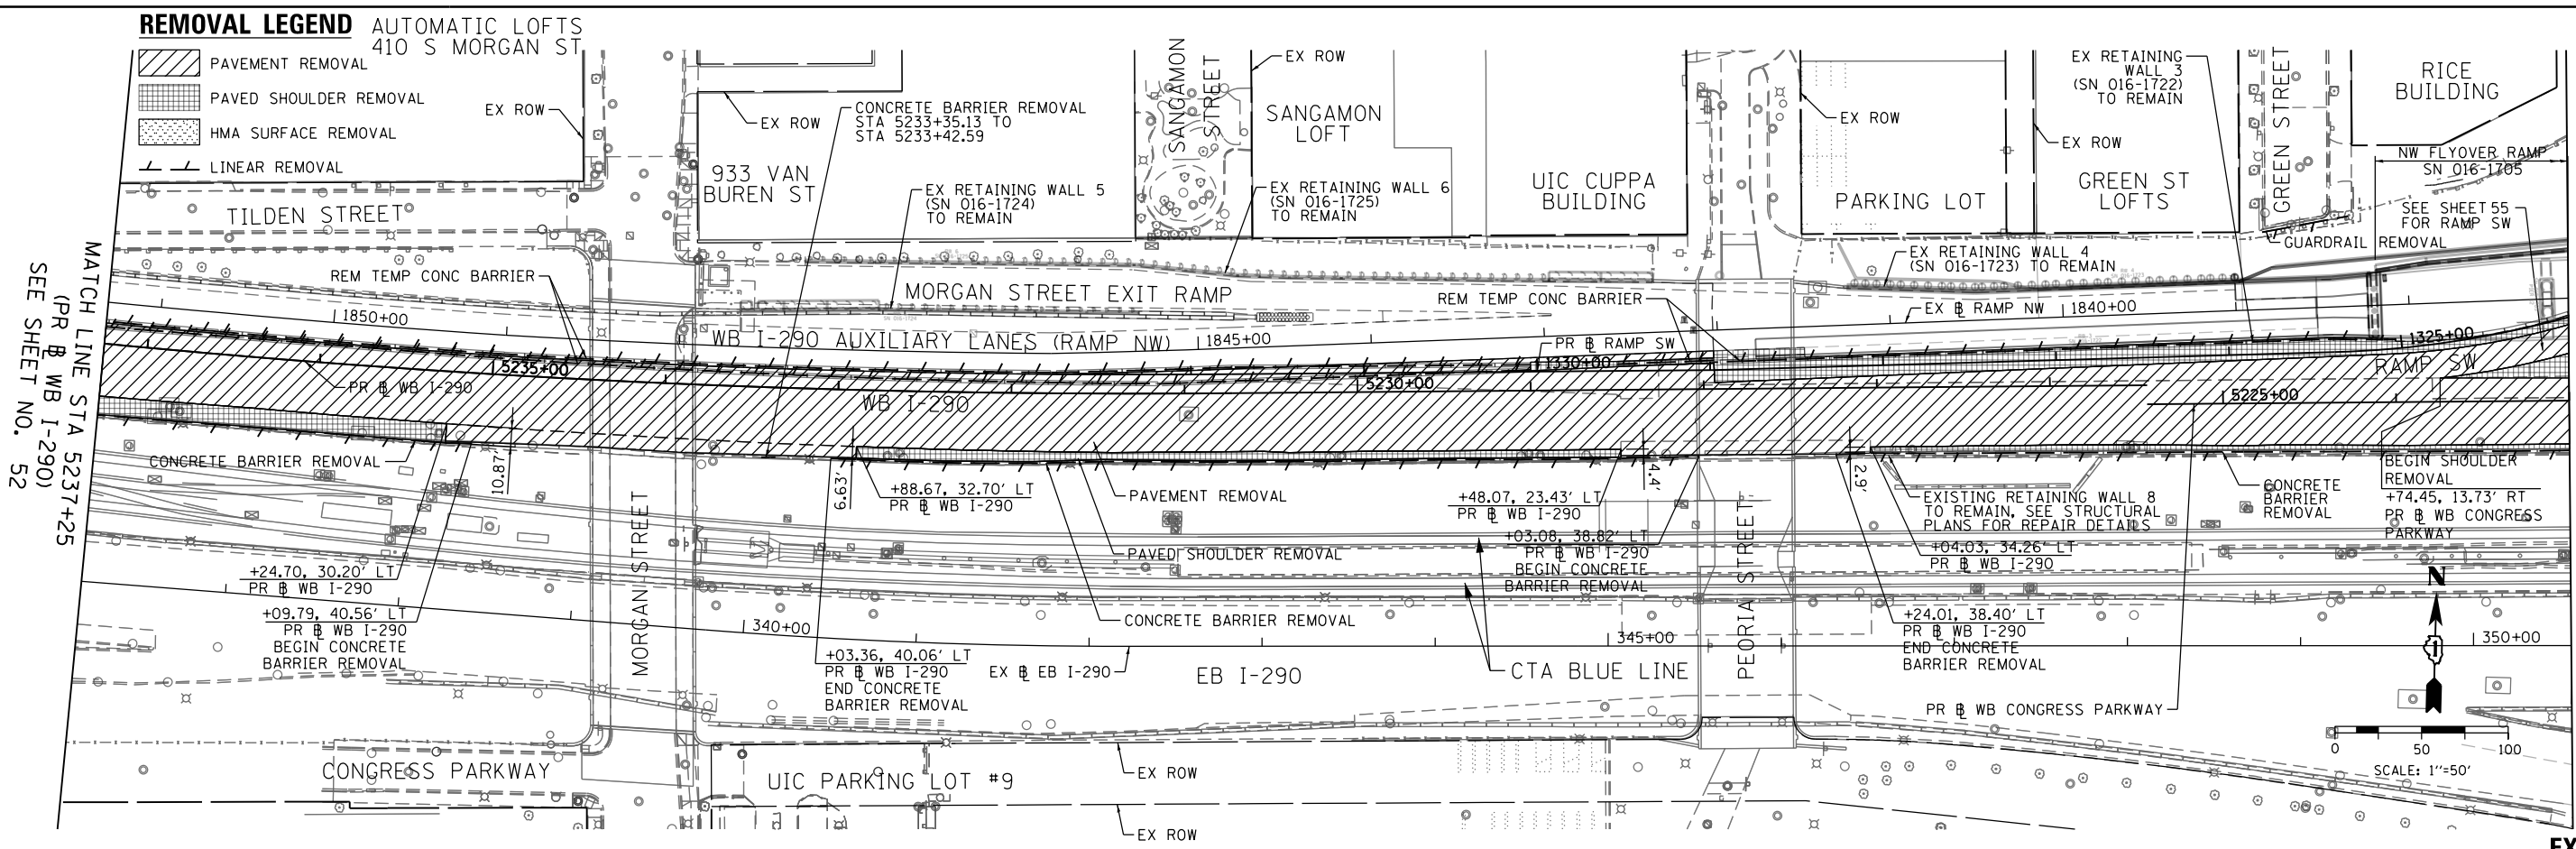 REMOVAL LEGEND
PAVEMENT REMOVAL
PAVED SHOULDER REMOVAL
HMA SURFACE REMOVAL
LINEAR REMOVAL
AUTOMATIC LOFTS
410 S MORGAN ST
EX ROW
TILDEN STREET
EX ROW
933 VAN
BUREN ST
CONCRETE BARRIER REMOVAL
STA 5233+35.13 TO
STA 5233+42.59
EX RETAINING WALL 5
(SN 016-1724)
TO REMAIN
SANGAMON
STREET
EX ROW
SANGAMON
LOFT
EX RETAINING WALL 6
(SN 016-1725)
TO REMAIN
UIC CUPPA
BUILDING
EX ROW
PARKING LOT
EX RETAINING
WALL 3
(SN 016-1722)
TO REMAIN
EX ROW
GREEN ST
LOFTS
GREEN STREET
RICE
BUILDING
NW FLYOVER RAMP
SN 016-1705
SEE SHEET 55
FOR RAMP SW
GUARDRAIL REMOVAL
EX RETAINING WALL 4
(SN 016-1723) TO REMAIN
REM TEMP CONC BARRIER
MORGAN STREET EXIT RAMP
REM TEMP CONC BARRIER
EX BL RAMP NW
1840+00
1850+00
WB I-290 AUXILIARY LANES (RAMP NW)
1845+00
PR BL RAMP SW
1325+00
RAMP SW
1330+00
5235+00
PR BL WB I-290
WB I-290
5230+00
5225+00
MATCH LINE STA 5237+25
(PR BL WB I-290)
SEE SHEET NO. 52
CONCRETE BARRIER REMOVAL
10.87'
6.63'
+88.67, 32.70' LT
PR BL WB I-290
PAVEMENT REMOVAL
+48.07, 23.43' LT
PR BL WB I-290
4.4'
2.9'
EXISTING RETAINING WALL 8
TO REMAIN, SEE STRUCTURAL
PLANS FOR REPAIR DETAILS
CONCRETE
BARRIER
REMOVAL
BEGIN SHOULDER
REMOVAL
+74.45, 13.73' RT
PR BL WB CONGRESS
PARKWAY
MORGAN STREET
PAVED SHOULDER REMOVAL
+03.08, 38.82' LT
PR BL WB I-290
BEGIN CONCRETE
BARRIER REMOVAL
PEORIA STREET
+04.03, 34.26' LT
PR BL WB I-290
+24.70, 30.20' LT
PR BL WB I-290
+09.79, 40.56' LT
PR BL WB I-290
BEGIN CONCRETE
BARRIER REMOVAL
340+00
CONCRETE BARRIER REMOVAL
345+00
+24.01, 38.40' LT
PR BL WB I-290
END CONCRETE
BARRIER REMOVAL
350+00
N
+03.36, 40.06' LT
PR BL WB I-290
END CONCRETE
BARRIER REMOVAL
EX BL EB I-290
EB I-290
CTA BLUE LINE
PR BL WB CONGRESS PARKWAY
0 50 100
SCALE: 1"=50'
CONGRESS PARKWAY
UIC PARKING LOT #9
EX ROW
EX ROW
EX